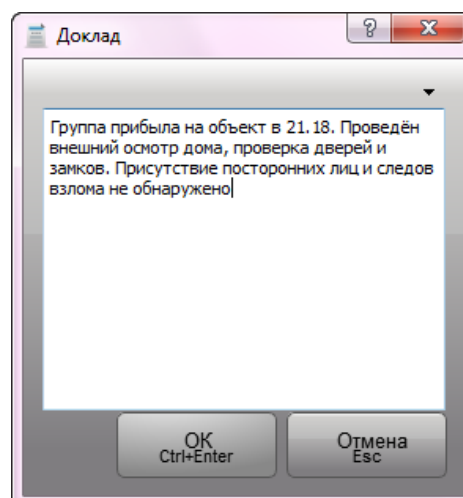 Доклад
Группа прибыла на объект в 21.18. Проведён
внешний осмотр дома, проверка дверей и
замков. Присутствие посторонних лиц и следов
взлома не обнаружено
ОК
Ctrl+Enter
Отмена
Esc